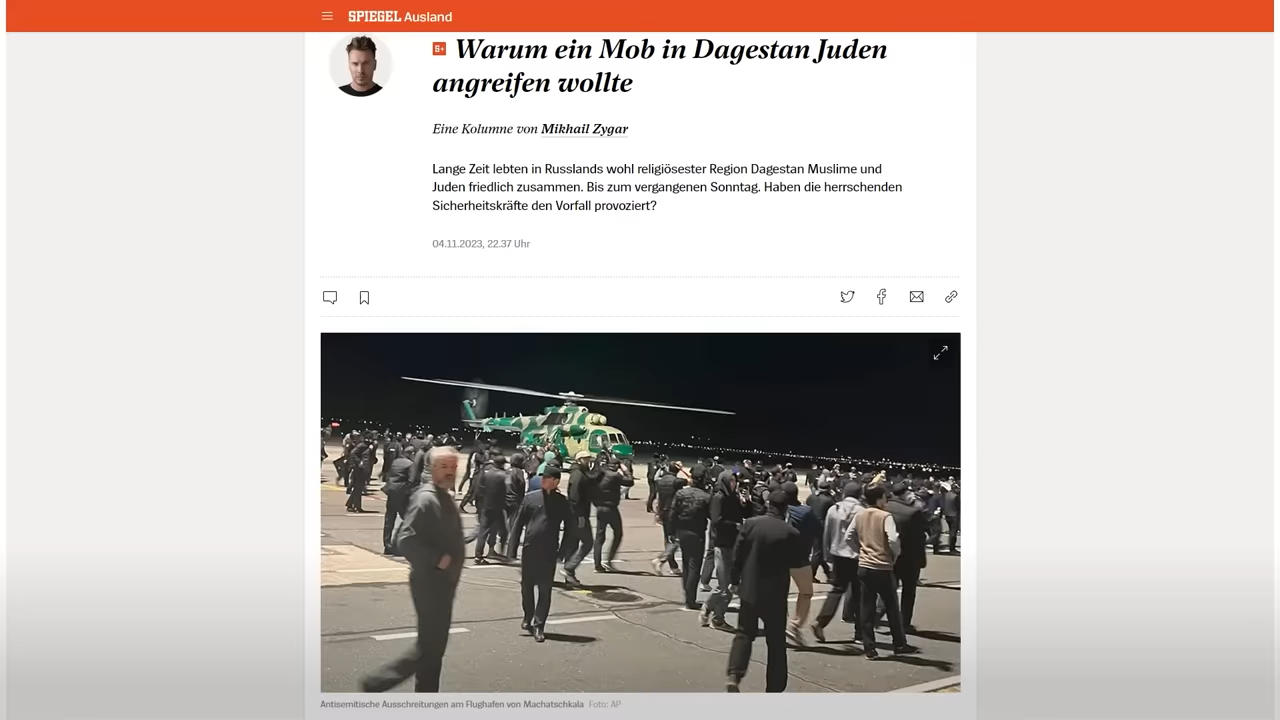 SPIEGEL Ausland
S+ Warum ein Mob in Dagestan Juden
angreifen wollte
Eine Kolumne von Mikhail Zygar
Lange Zeit lebten in Russlands wohl religiösester Region Dagestan Muslime und
Juden friedlich zusammen. Bis zum vergangenen Sonntag. Haben die herrschenden
Sicherheitskräfte den Vorfall provoziert?
04.11.2023, 22.37 Uhr
Antisemitische Ausschreitungen am Flughafen von Machatschkala Foto: AP